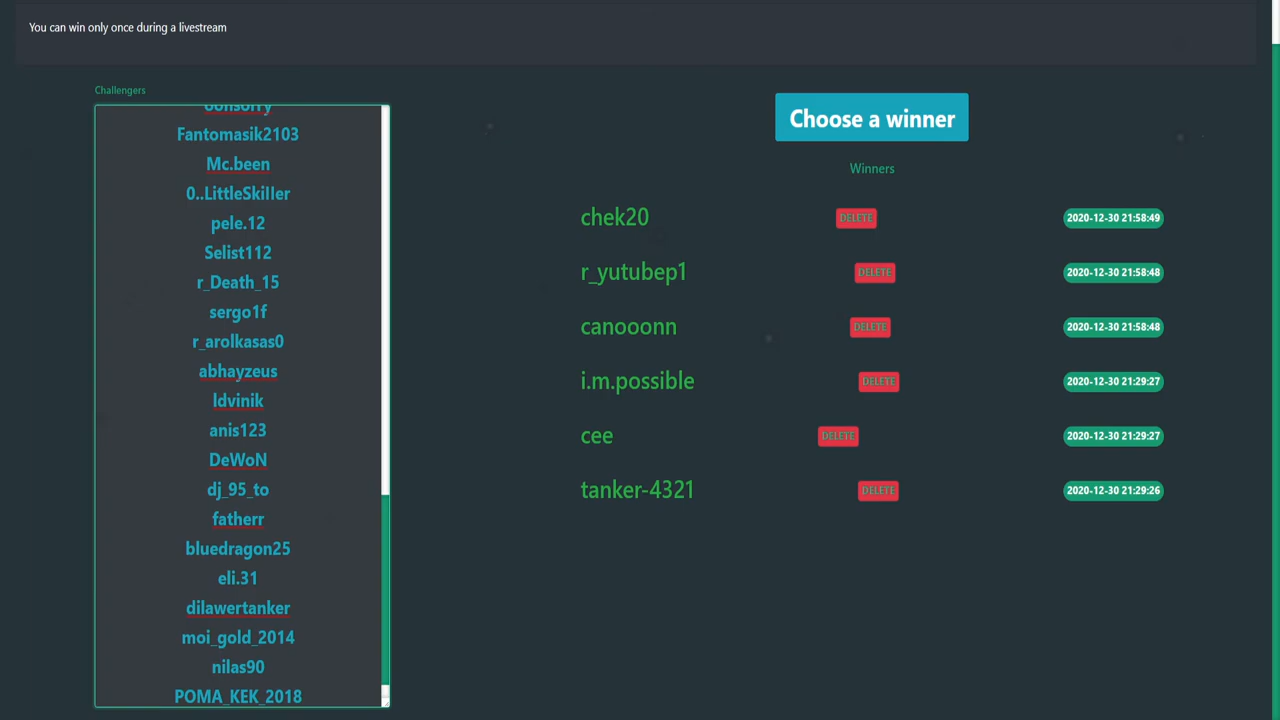 You can win only once during a livestream
Challengers
Fantomasik2103
Mc.been
0..LittleSkiller
pele.12
Selist112
r_Death_15
sergo1f
r_arolkasas0
abhayzeus
ldvinik
anis123
DeWoN
dj_95_to
fatherr
bluedragon25
eli.31
dilawertanker
moi_gold_2014
nilas90
POMA_KEK_2018
Choose a winner
Winners
chek20 DELETE 2020-12-30 21:58:49
r_yutubep1 DELETE 2020-12-30 21:58:48
canooonn DELETE 2020-12-30 21:58:48
i.m.possible DELETE 2020-12-30 21:29:27
cee DELETE 2020-12-30 21:29:27
tanker-4321 DELETE 2020-12-30 21:29:26